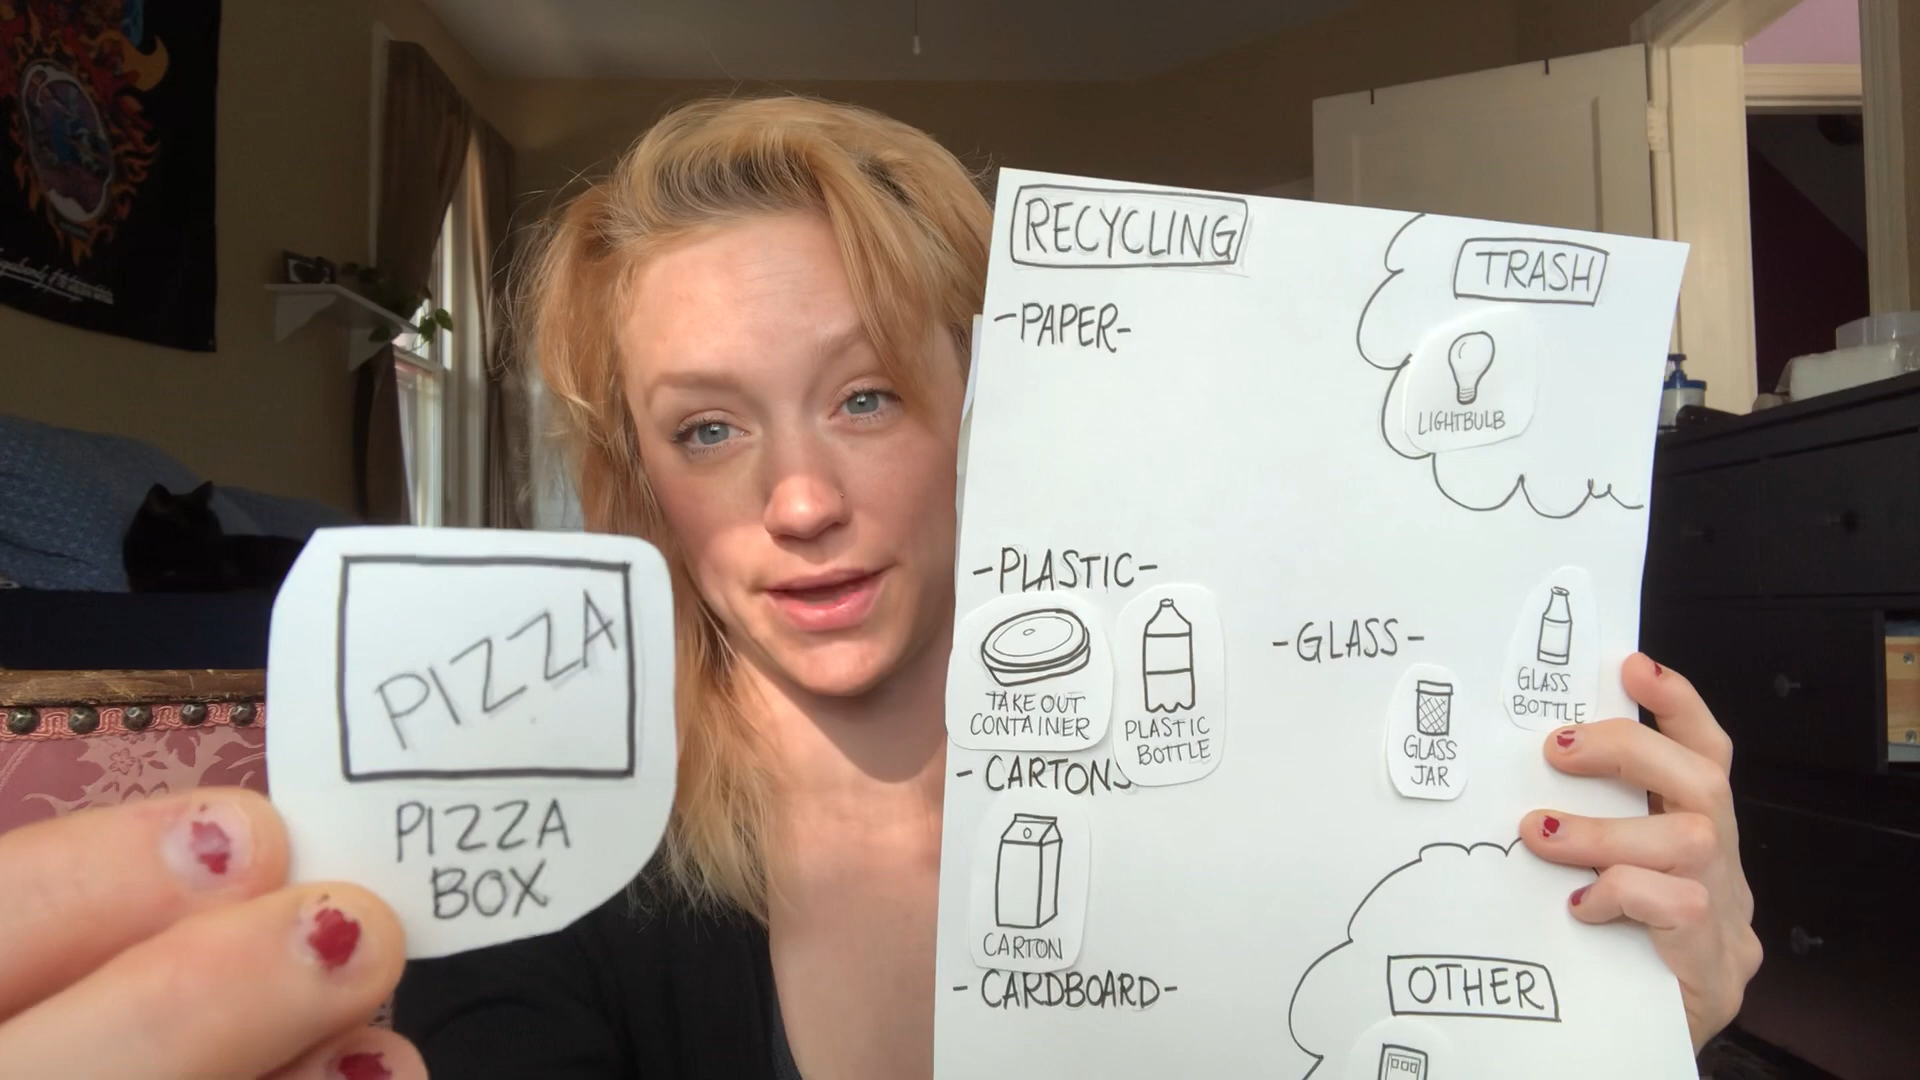 PIZZA
PIZZA
BOX
RECYCLING
-PAPER-
-PLASTIC-
TAKE OUT
CONTAINER
PLASTIC
BOTTLE
-CARTONS
CARTON
-CARDBOARD-
TRASH
LIGHTBULB
-GLASS-
GLASS
JAR
GLASS
BOTTLE
OTHER